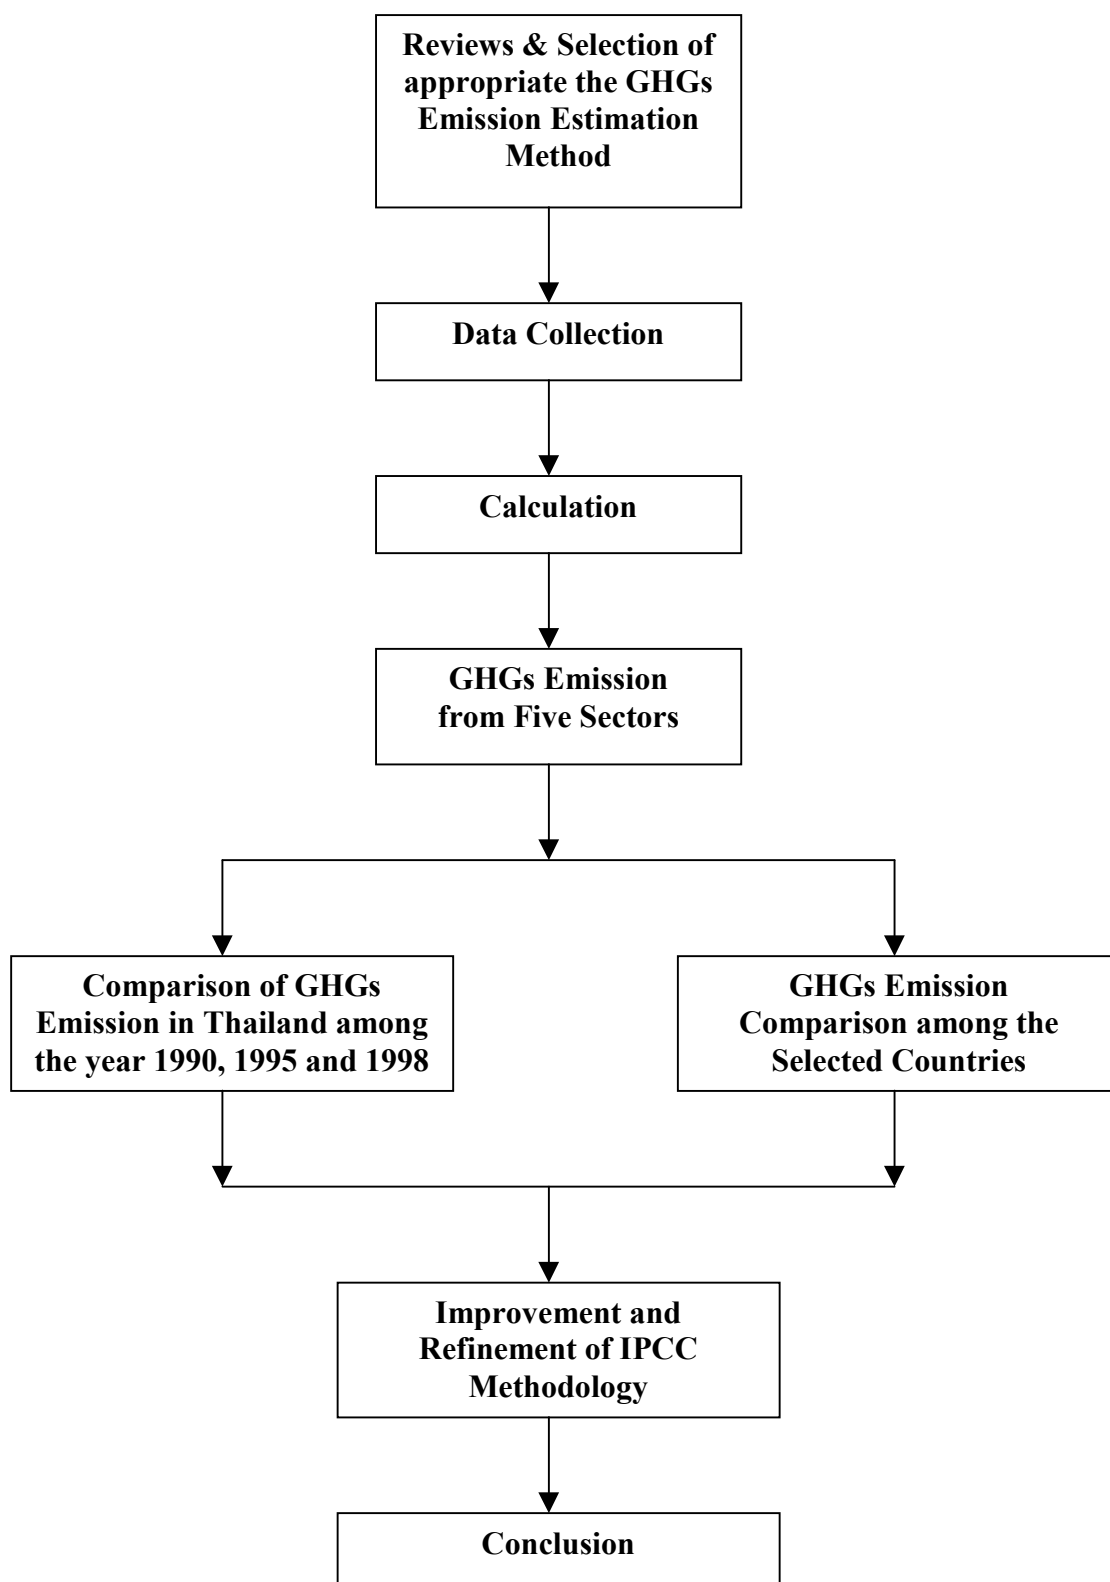 Reviews & Selection of
appropriate the GHGs
Emission Estimation
Method
Data Collection
Calculation
GHGs Emission
from Five Sectors
Comparison of GHGs
Emission in Thailand among
the year 1990, 1995 and 1998
GHGs Emission
Comparison among the
Selected Countries
Improvement and
Refinement of IPCC
Methodology
Conclusion